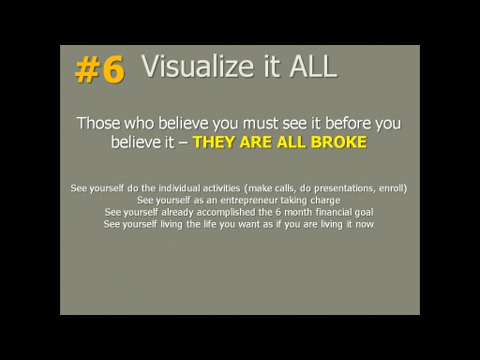 #6 Visualize it ALL
Those who believe you must see it before you
believe it – THEY ARE ALL BROKE
See yourself do the individual activities (make calls, do presentations, enroll)
See yourself as an entrepreneur taking charge
See yourself already accomplished the 6 month financial goal
See yourself living the life you want as if you are living it now